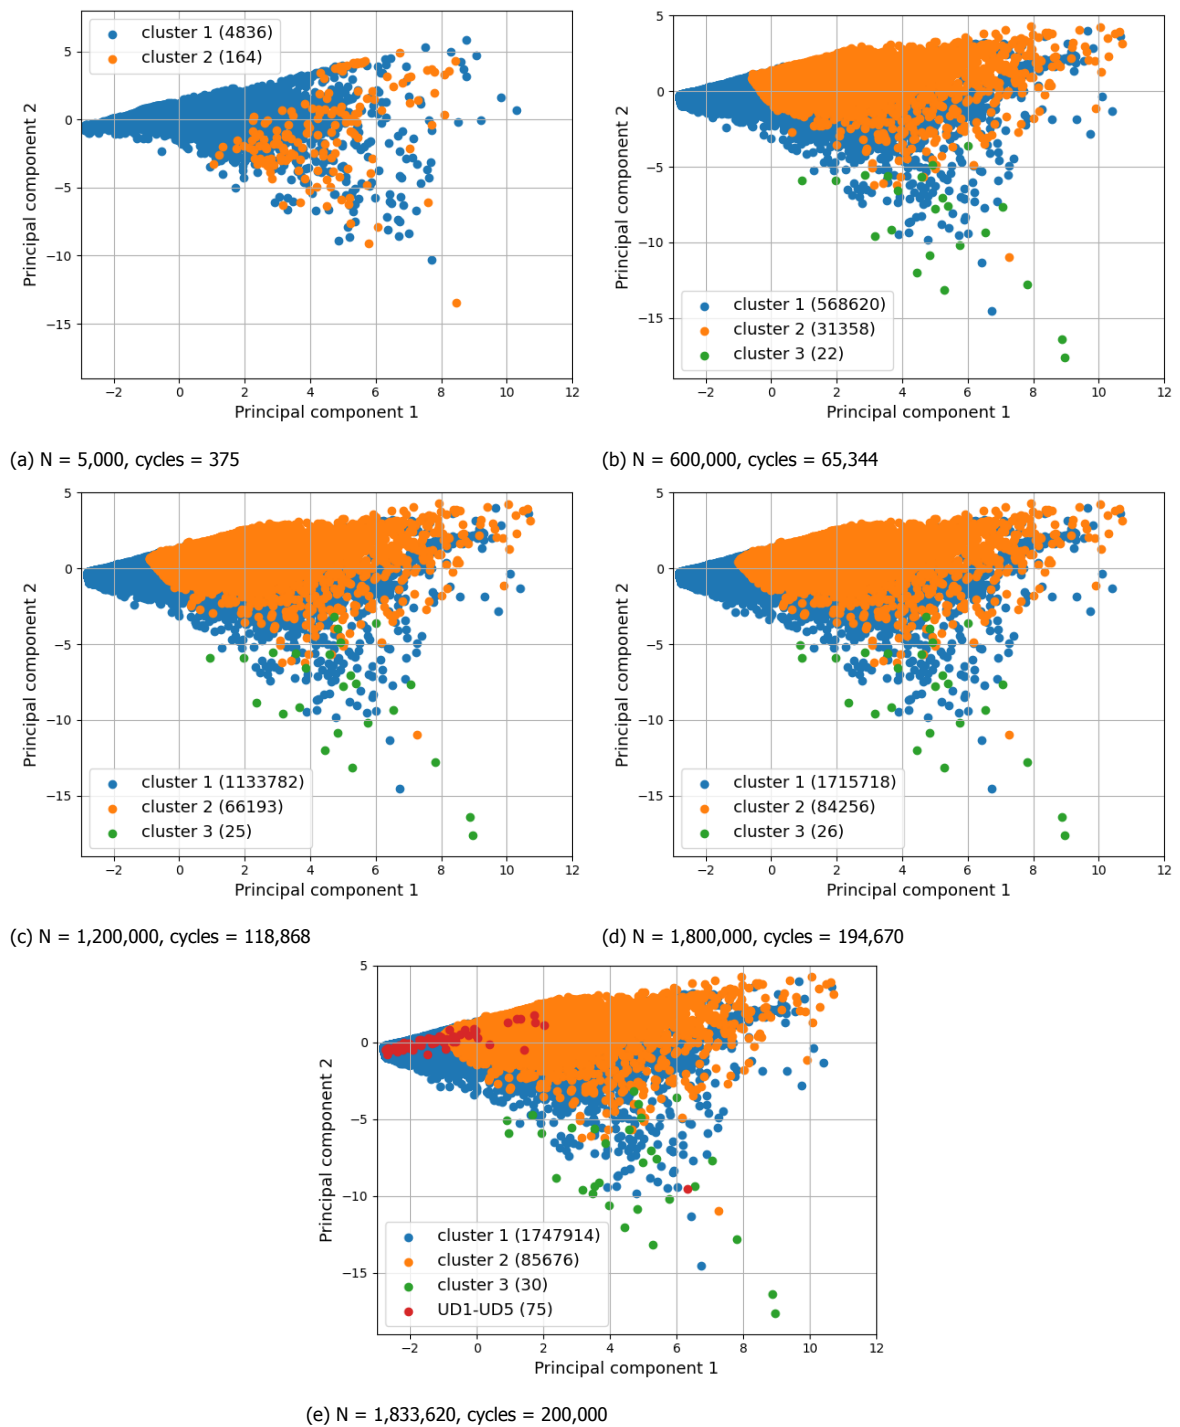 cluster 1 (4836)
cluster 2 (164)
5
0
−5
−10
−15
Principal component 2
−2 0 2 4 6 8 10 12
Principal component 1
(a) N = 5,000, cycles = 375
5
0
−5
−10
−15
Principal component 2
cluster 1 (568620)
cluster 2 (31358)
cluster 3 (22)
−2 0 2 4 6 8 10 12
Principal component 1
(b) N = 600,000, cycles = 65,344
5
0
−5
−10
−15
Principal component 2
cluster 1 (1133782)
cluster 2 (66193)
cluster 3 (25)
−2 0 2 4 6 8 10 12
Principal component 1
(c) N = 1,200,000, cycles = 118,868
5
0
−5
−10
−15
Principal component 2
cluster 1 (1715718)
cluster 2 (84256)
cluster 3 (26)
−2 0 2 4 6 8 10 12
Principal component 1
(d) N = 1,800,000, cycles = 194,670
5
0
−5
−10
−15
Principal component 2
cluster 1 (1747914)
cluster 2 (85676)
cluster 3 (30)
UD1-UD5 (75)
−2 0 2 4 6 8 10 12
Principal component 1
(e) N = 1,833,620, cycles = 200,000